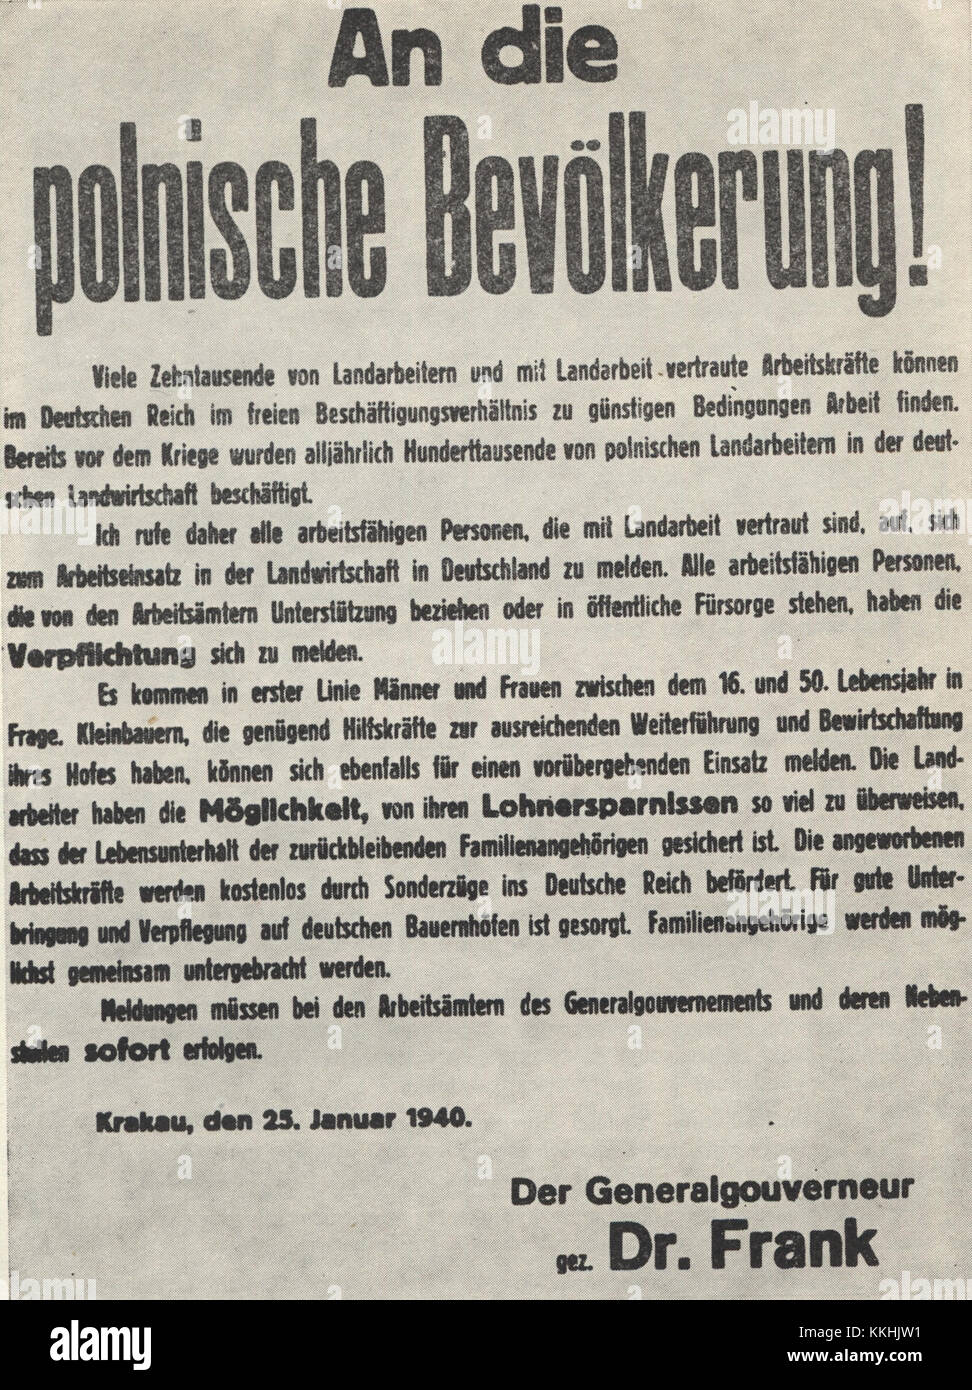 An die
polnische Bevölkerung!
Viele Zehntausende von Landarbeitern und mit Landarbeit vertraute Arbeitskräfte können
im Deutschen Reich im freien Beschäftigungsverhältnis zu günstigen Bedingungen Arbeit finden.
Bereits vor dem Kriege wurden alljährlich Hunderttausende von polnischen Landarbeitern in der deut-
schen Landwirtschaft beschäftigt.
Ich rufe daher alle arbeitsfähigen Personen, die mit Landarbeit vertraut sind, auf, sich
zum Arbeitseinsatz in der Landwirtschaft in Deutschland zu melden. Alle arbeitsfähigen Personen,
die von den Arbeitsämtern Unterstützung beziehen oder in öffentliche Fürsorge stehen, haben die
Verpflichtung sich zu melden.
Es kommen in erster Linie Männer und Frauen zwischen dem 16. und 50. Lebensjahr in
Frage. Kleinbauern, die genügend Hilfskräfte zur ausreichenden Weiterführung und Bewirtschaftung
ihres Hofes haben, können sich ebenfalls für einen vorübergehenden Einsatz melden. Die Land-
arbeiter haben die Möglichkeit, von ihren Lohnersparnissen so viel zu überweisen,
dass der Lebensunterhalt der zurückbleibenden Familienangehörigen gesichert ist. Die angeworbenen
Arbeitskräfte werden kostenlos durch Sonderzüge ins Deutsche Reich befördert. Für gute Unter-
bringung und Verpflegung auf deutschen Bauernhöfen ist gesorgt. Familienangehörige werden mög-
lichst gemeinsam untergebracht werden.
Meldungen müssen bei den Arbeitsämtern des Generalgouvernements und deren Neben-
stellen sofort erfolgen.
Krakau, den 25. Januar 1940.
Der Generalgouverneur
gez. Dr. Frank
alamy
Image ID: KKHJW1
www.alamy.com